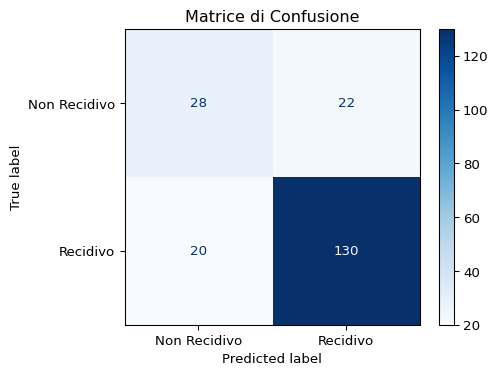 Matrice di Confusione
True label
Non Recidivo
28
22
Recidivo
20
130
Non Recidivo
Recidivo
Predicted label
120
100
80
60
40
20